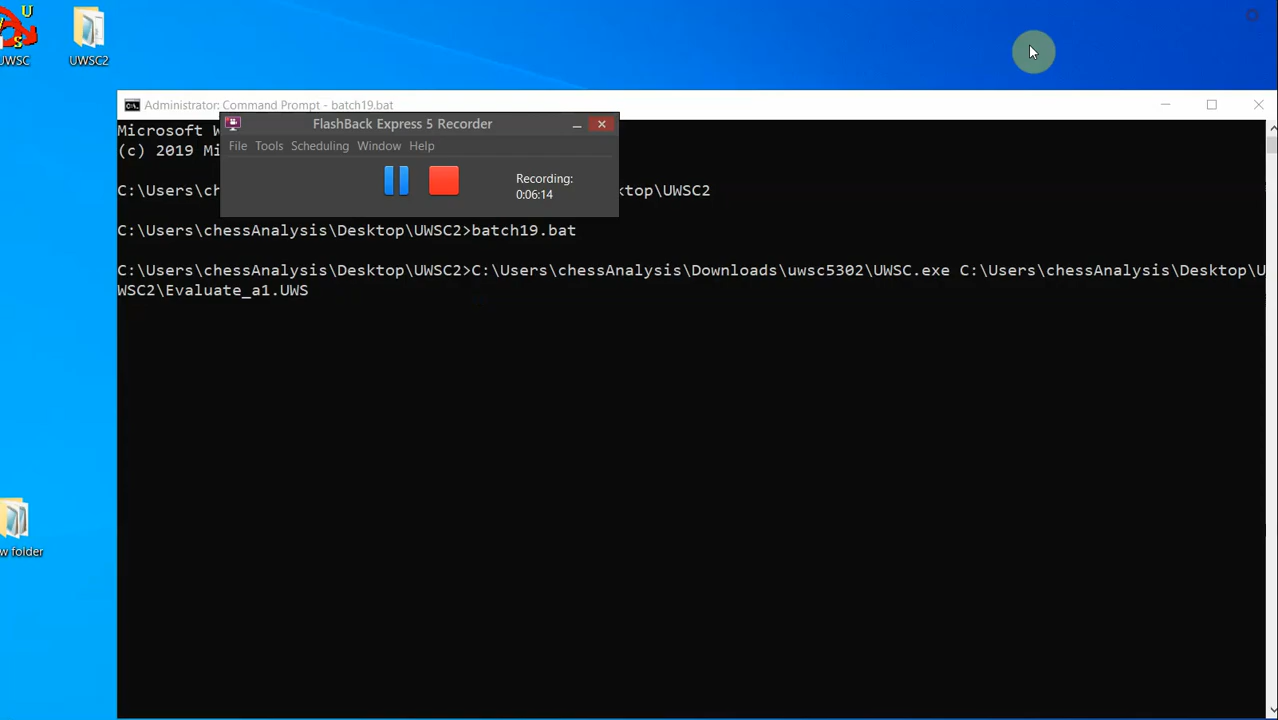 U
S
UWSC
UWSC2
Administrator: Command Prompt - batch19.bat
FlashBack Express 5 Recorder
File Tools Scheduling Window Help
Recording:
0:06:14
Microsoft W
(c) 2019 Mi
C:\Users\ch
ktop\UWSC2
C:\Users\chessAnalysis\Desktop\UWSC2>batch19.bat
C:\Users\chessAnalysis\Desktop\UWSC2>C:\Users\chessAnalysis\Downloads\uwsc5302\UWSC.exe C:\Users\chessAnalysis\Desktop\U
WSC2\Evaluate_a1.UWS
w folder